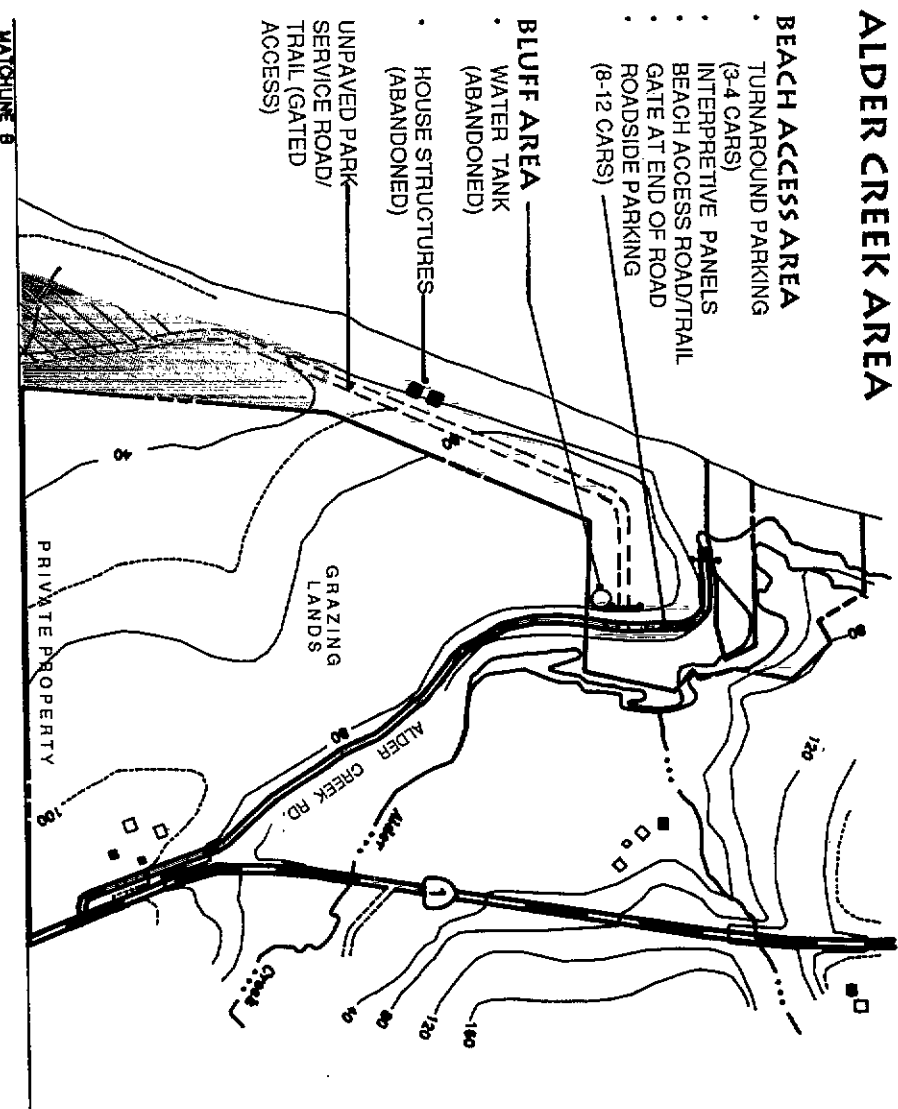 ALDER CREEK AREA
BEACH ACCESS AREA
• TURNAROUND PARKING
(3-4 CARS)
• INTERPRETIVE PANELS
• BEACH ACCESS ROAD/TRAIL
GATE AT END OF ROAD
• ROADSIDE PARKING
(8-12 CARS)
BLUFF AREA
• WATER TANK
(ABANDONED)
• HOUSE STRUCTURES
(ABANDONED)
UNPAVED PARK
SERVICE ROAD/
TRAIL (GATED
ACCESS)
MATCHLINE B
GRAZING
LANDS
PRIVATE PROPERTY
ALDER
CREEK RD.
Alder
Creek
1
40
80
100
120
40
80
120
160